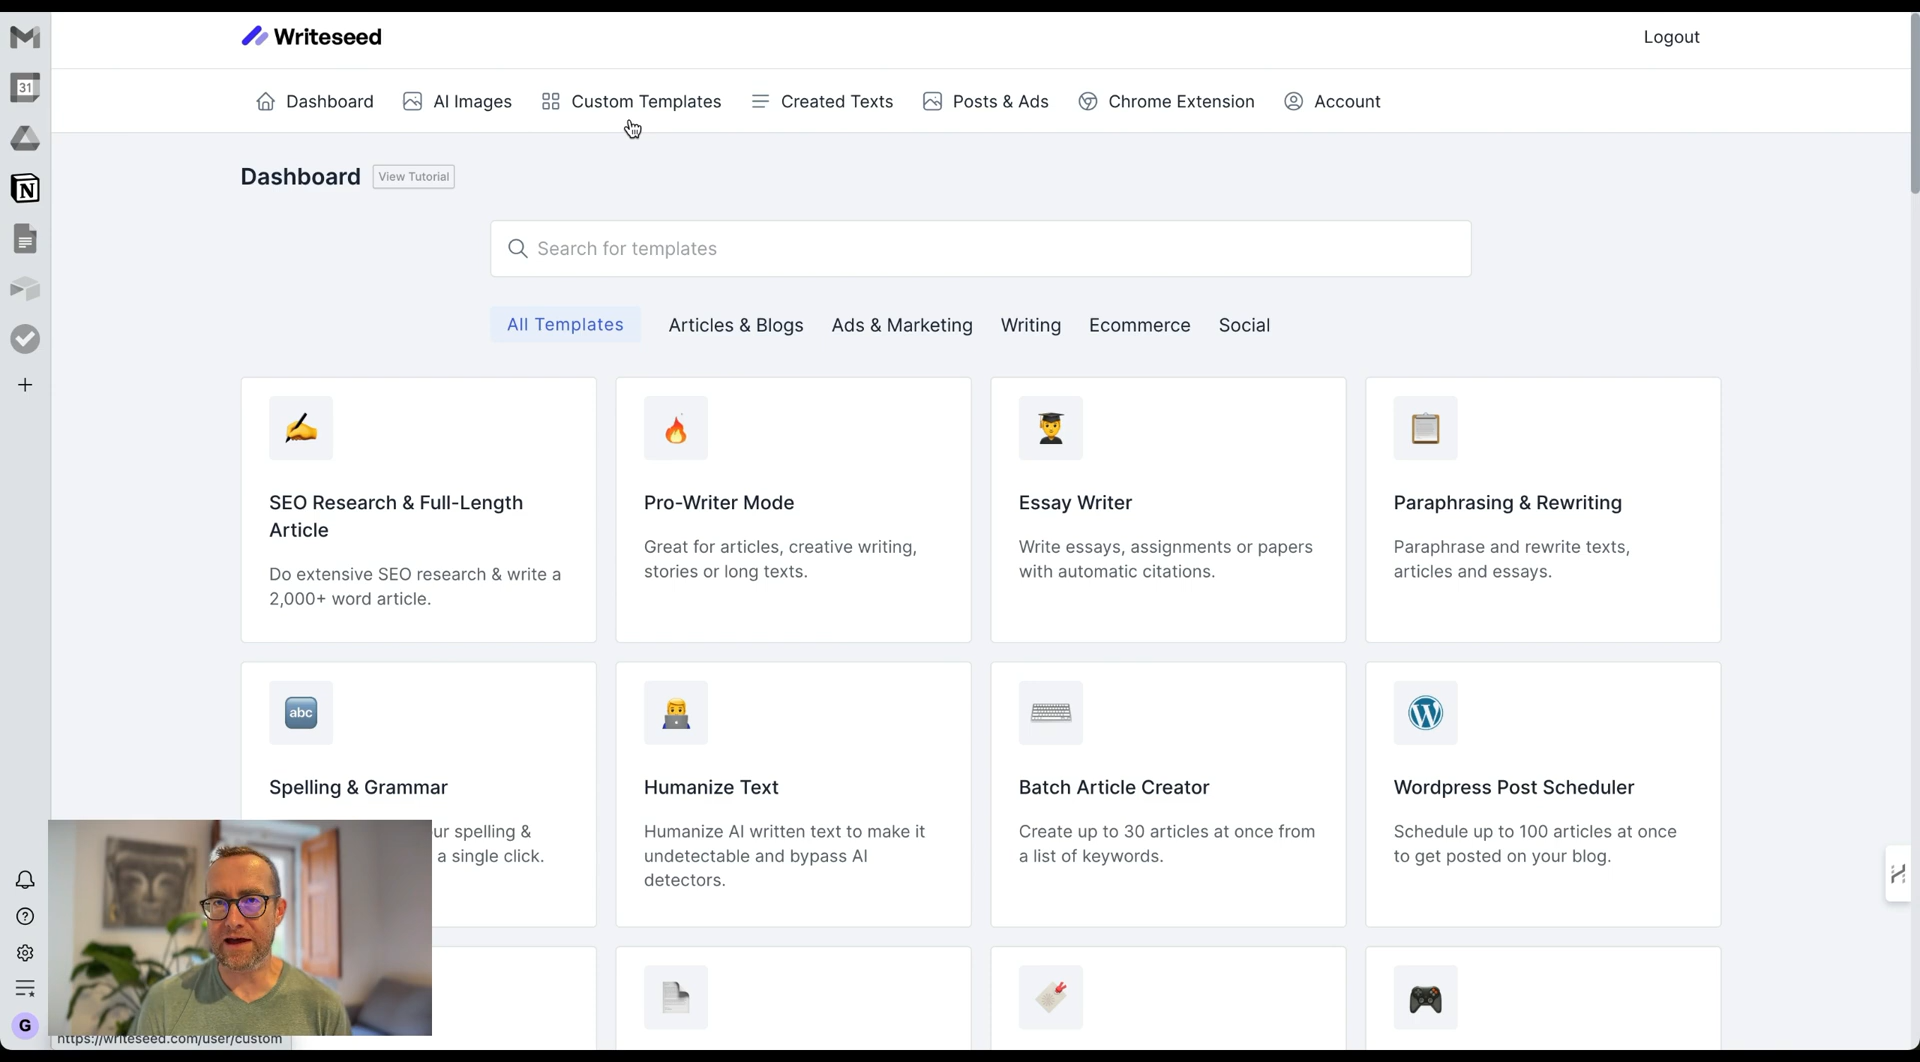 Writeseed
Logout
Dashboard
AI Images
Custom Templates
Created Texts
Posts & Ads
Chrome Extension
Account
Dashboard
View Tutorial
Search for templates
All Templates
Articles & Blogs
Ads & Marketing
Writing
Ecommerce
Social
SEO Research & Full-Length
Article
Do extensive SEO research & write a
2,000+ word article.
Pro-Writer Mode
Great for articles, creative writing,
stories or long texts.
Essay Writer
Write essays, assignments or papers
with automatic citations.
Paraphrasing & Rewriting
Paraphrase and rewrite texts,
articles and essays.
abc
Spelling & Grammar
ur spelling &
a single click.
Humanize Text
Humanize AI written text to make it
undetectable and bypass AI
detectors.
Batch Article Creator
Create up to 30 articles at once from
a list of keywords.
Wordpress Post Scheduler
Schedule up to 100 articles at once
to get posted on your blog.
31
N
W
G
https://writeseed.com/user/custom